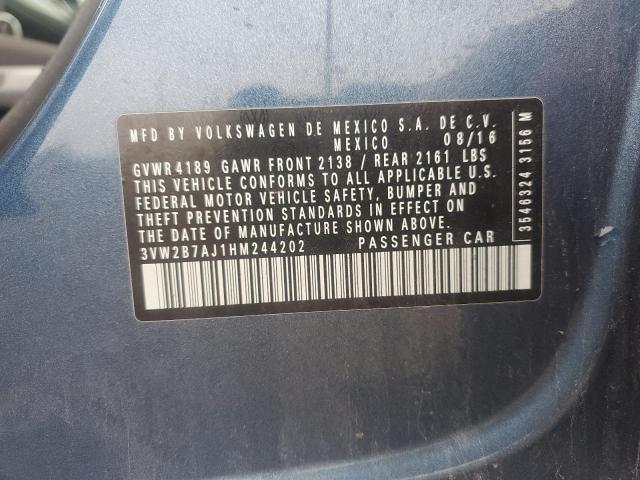 MFD BY VOLKSWAGEN DE MEXICO S.A. DE C.V.
MEXICO 08/16
GVWR 4189 GAWR FRONT 2138 / REAR 2161 LBS
THIS VEHICLE CONFORMS TO ALL APPLICABLE U.S.
FEDERAL MOTOR VEHICLE SAFETY, BUMPER AND
THEFT PREVENTION STANDARDS IN EFFECT ON
THE DATE OF MANUFACTURE SHOWN ABOVE.
3VW2B7AJ1HM244202 PASSENGER CAR
3546324 3156 M